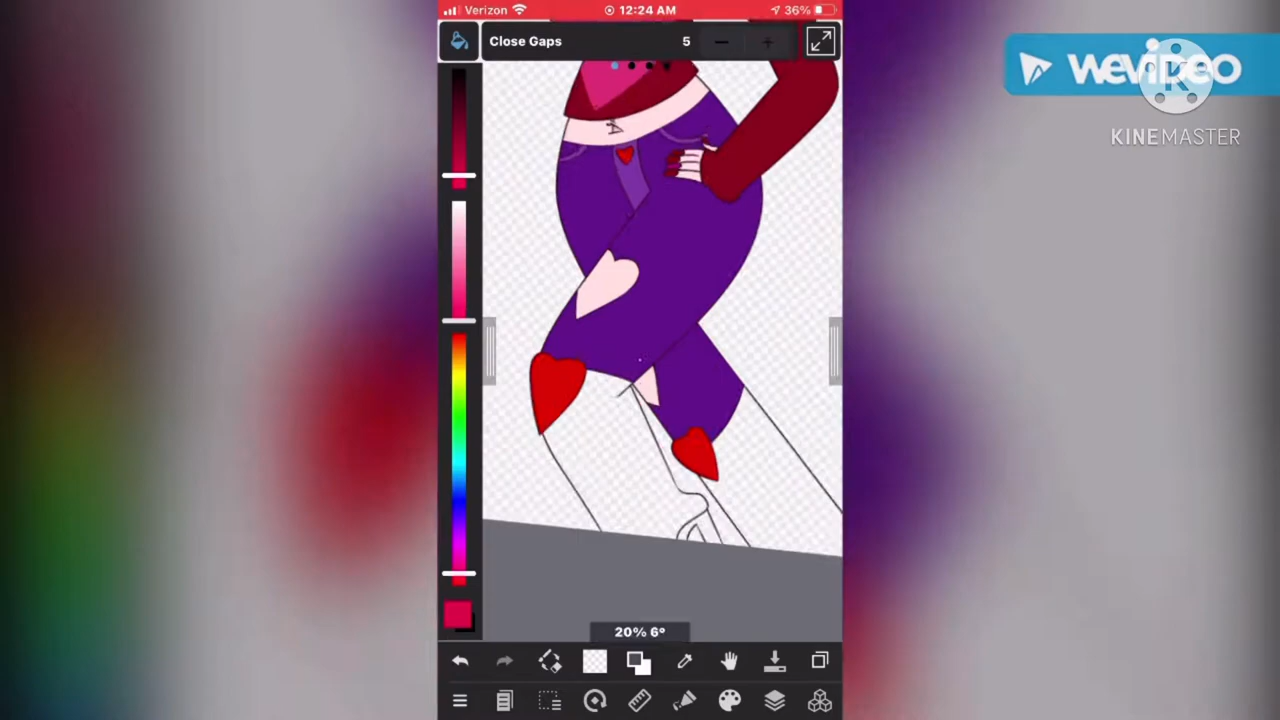 Verizon 12:24 AM 36%
Close Gaps 5
WeVideo
KINEMASTER
20% 6°